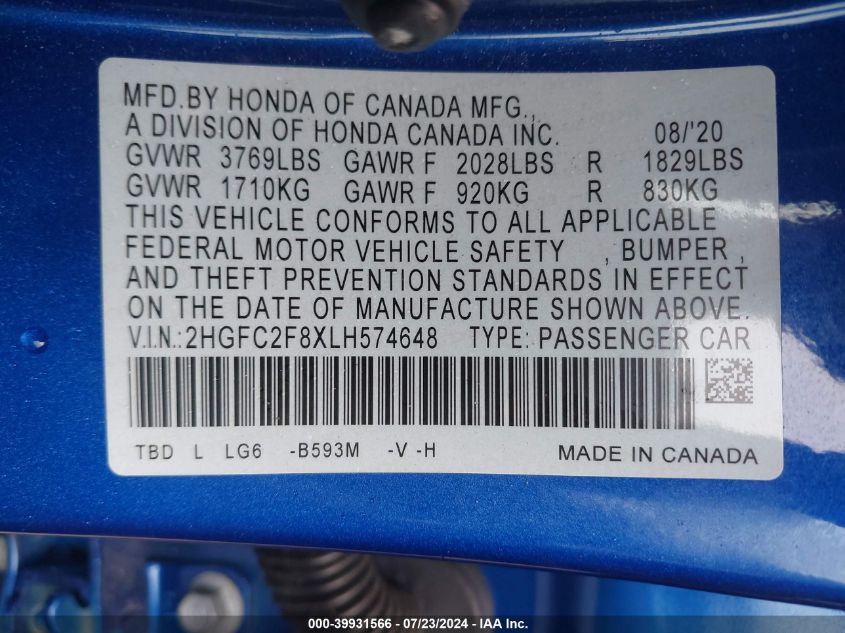 MFD.BY HONDA OF CANADA MFG.,
A DIVISION OF HONDA CANADA INC. 08/'20
GVWR 3769LBS GAWR F 2028LBS R 1829LBS
GVWR 1710KG GAWR F 920KG R 830KG
THIS VEHICLE CONFORMS TO ALL APPLICABLE
FEDERAL MOTOR VEHICLE SAFETY , BUMPER ,
AND THEFT PREVENTION STANDARDS IN EFFECT
ON THE DATE OF MANUFACTURE SHOWN ABOVE.
V.I.N.:2HGFC2F8XLH574648 TYPE: PASSENGER CAR
TBD L LG6 -B593M -V -H MADE IN CANADA
000-39931566 - 07/23/2024 - IAA Inc.